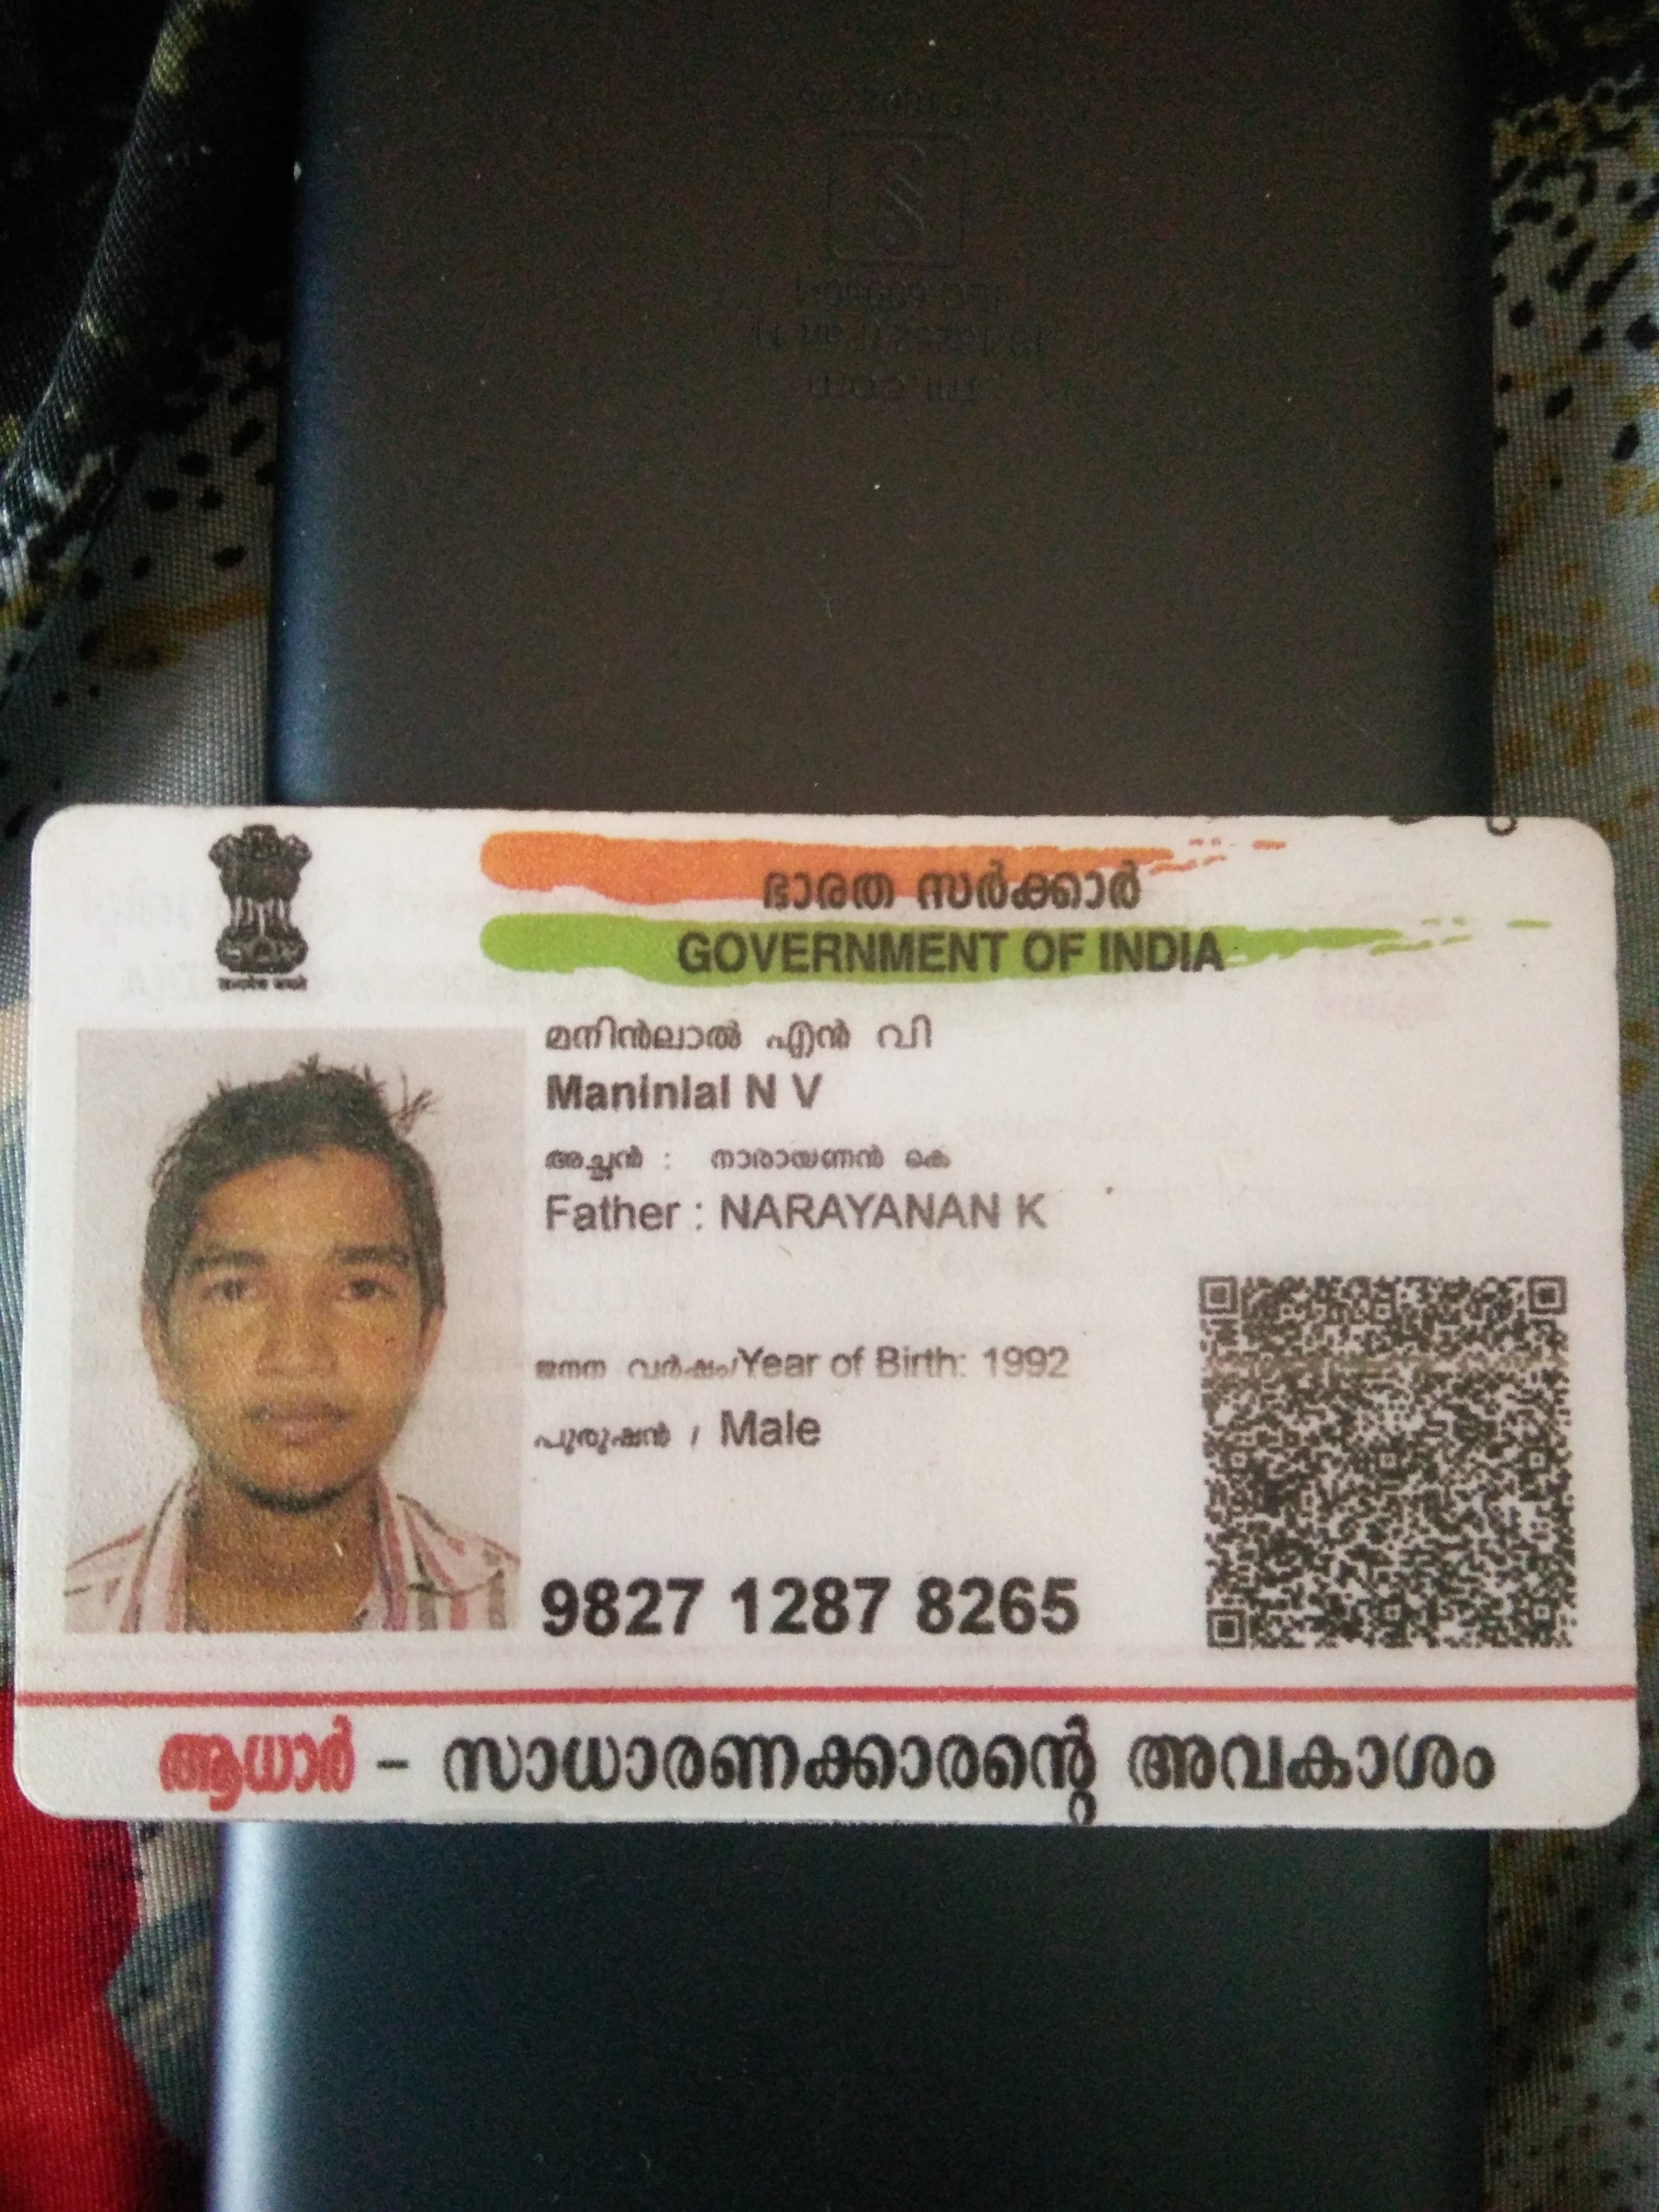 ഭാരത സർക്കാർ
GOVERNMENT OF INDIA
മനിൻലാൽ എൻ വി
Maninlal N V
അച്ഛൻ : നാരായണൻ കെ
Father : NARAYANAN K
ജനന വർഷം/Year of Birth: 1992
പുരുഷൻ / Male
9827 1287 8265
ആധാർ – സാധാരണക്കാരന്റെ അവകാശം